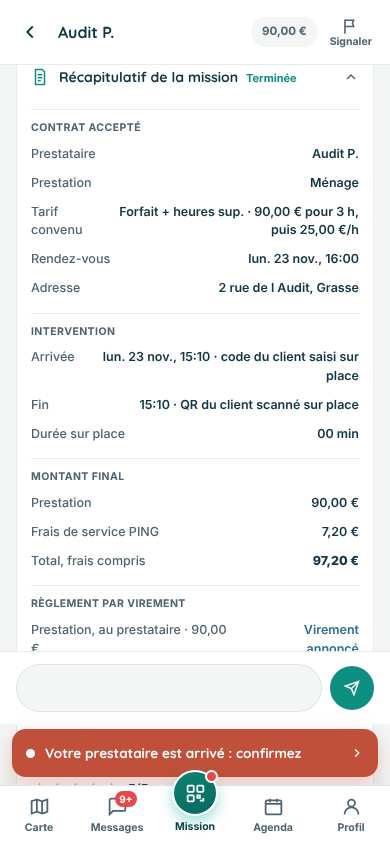 Audit P.
90,00 €
Signaler
Récapitulatif de la mission Terminée
CONTRAT ACCEPTÉ
Prestataire Audit P.
Prestation Ménage
Tarif convenu Forfait + heures sup. · 90,00 € pour 3 h, puis 25,00 €/h
Rendez-vous lun. 23 nov., 16:00
Adresse 2 rue de l Audit, Grasse
INTERVENTION
Arrivée lun. 23 nov., 15:10 · code du client saisi sur place
Fin 15:10 · QR du client scanné sur place
Durée sur place 00 min
MONTANT FINAL
Prestation 90,00 €
Frais de service PING 7,20 €
Total, frais compris 97,20 €
RÈGLEMENT PAR VIREMENT
Prestation, au prestataire · 90,00 € Virement annoncé
Votre prestataire est arrivé : confirmez
Carte
9+
Messages
Mission
Agenda
Profil